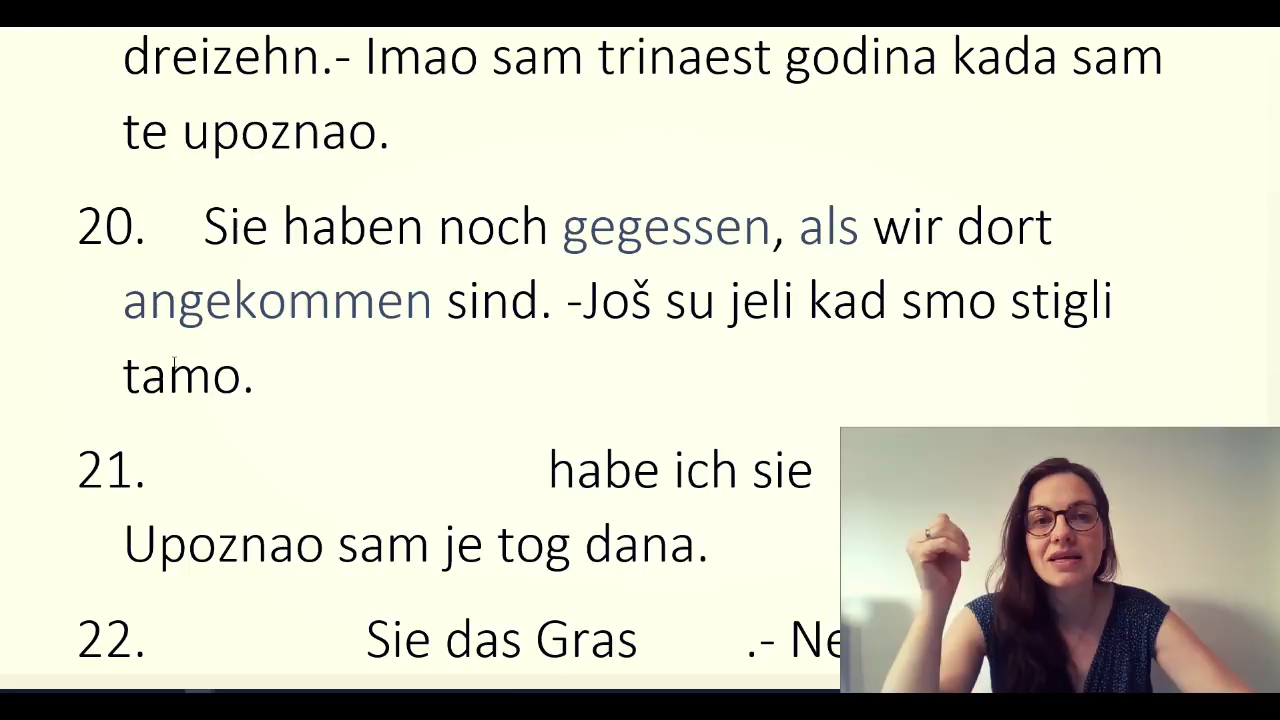 dreizehn.- Imao sam trinaest godina kada sam
te upoznao.
20. Sie haben noch gegessen, als wir dort
angekommen sind. -Još su jeli kad smo stigli
tamo.
21. habe ich sie
Upoznao sam je tog dana.
22. Sie das Gras .- Ne